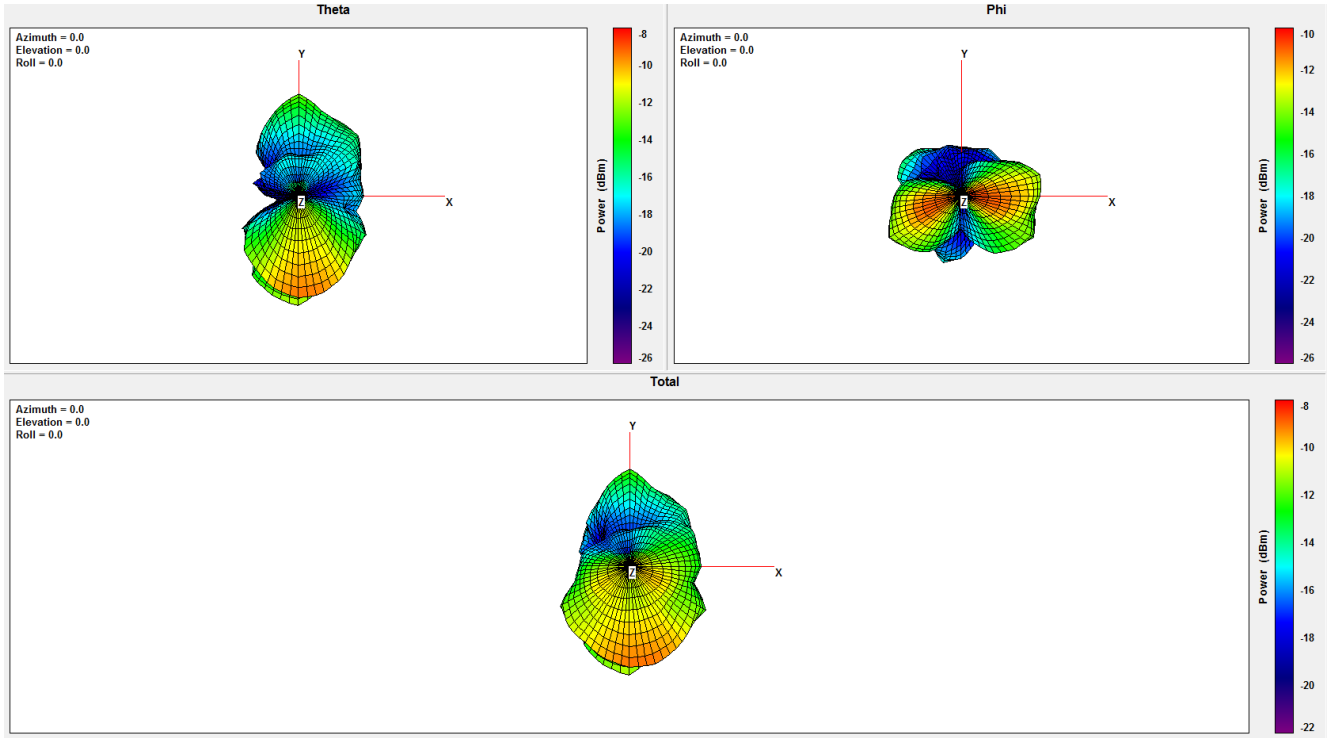 Theta
Azimuth = 0.0
Elevation = 0.0
Roll = 0.0
Y
X
Z
-8
-10
-12
-14
-16
-18
-20
-22
-24
-26
Power (dBm)
Phi
Azimuth = 0.0
Elevation = 0.0
Roll = 0.0
Y
X
Z
-10
-12
-14
-16
-18
-20
-22
-24
-26
Power (dBm)
Total
Azimuth = 0.0
Elevation = 0.0
Roll = 0.0
Y
X
Z
-8
-10
-12
-14
-16
-18
-20
-22
Power (dBm)